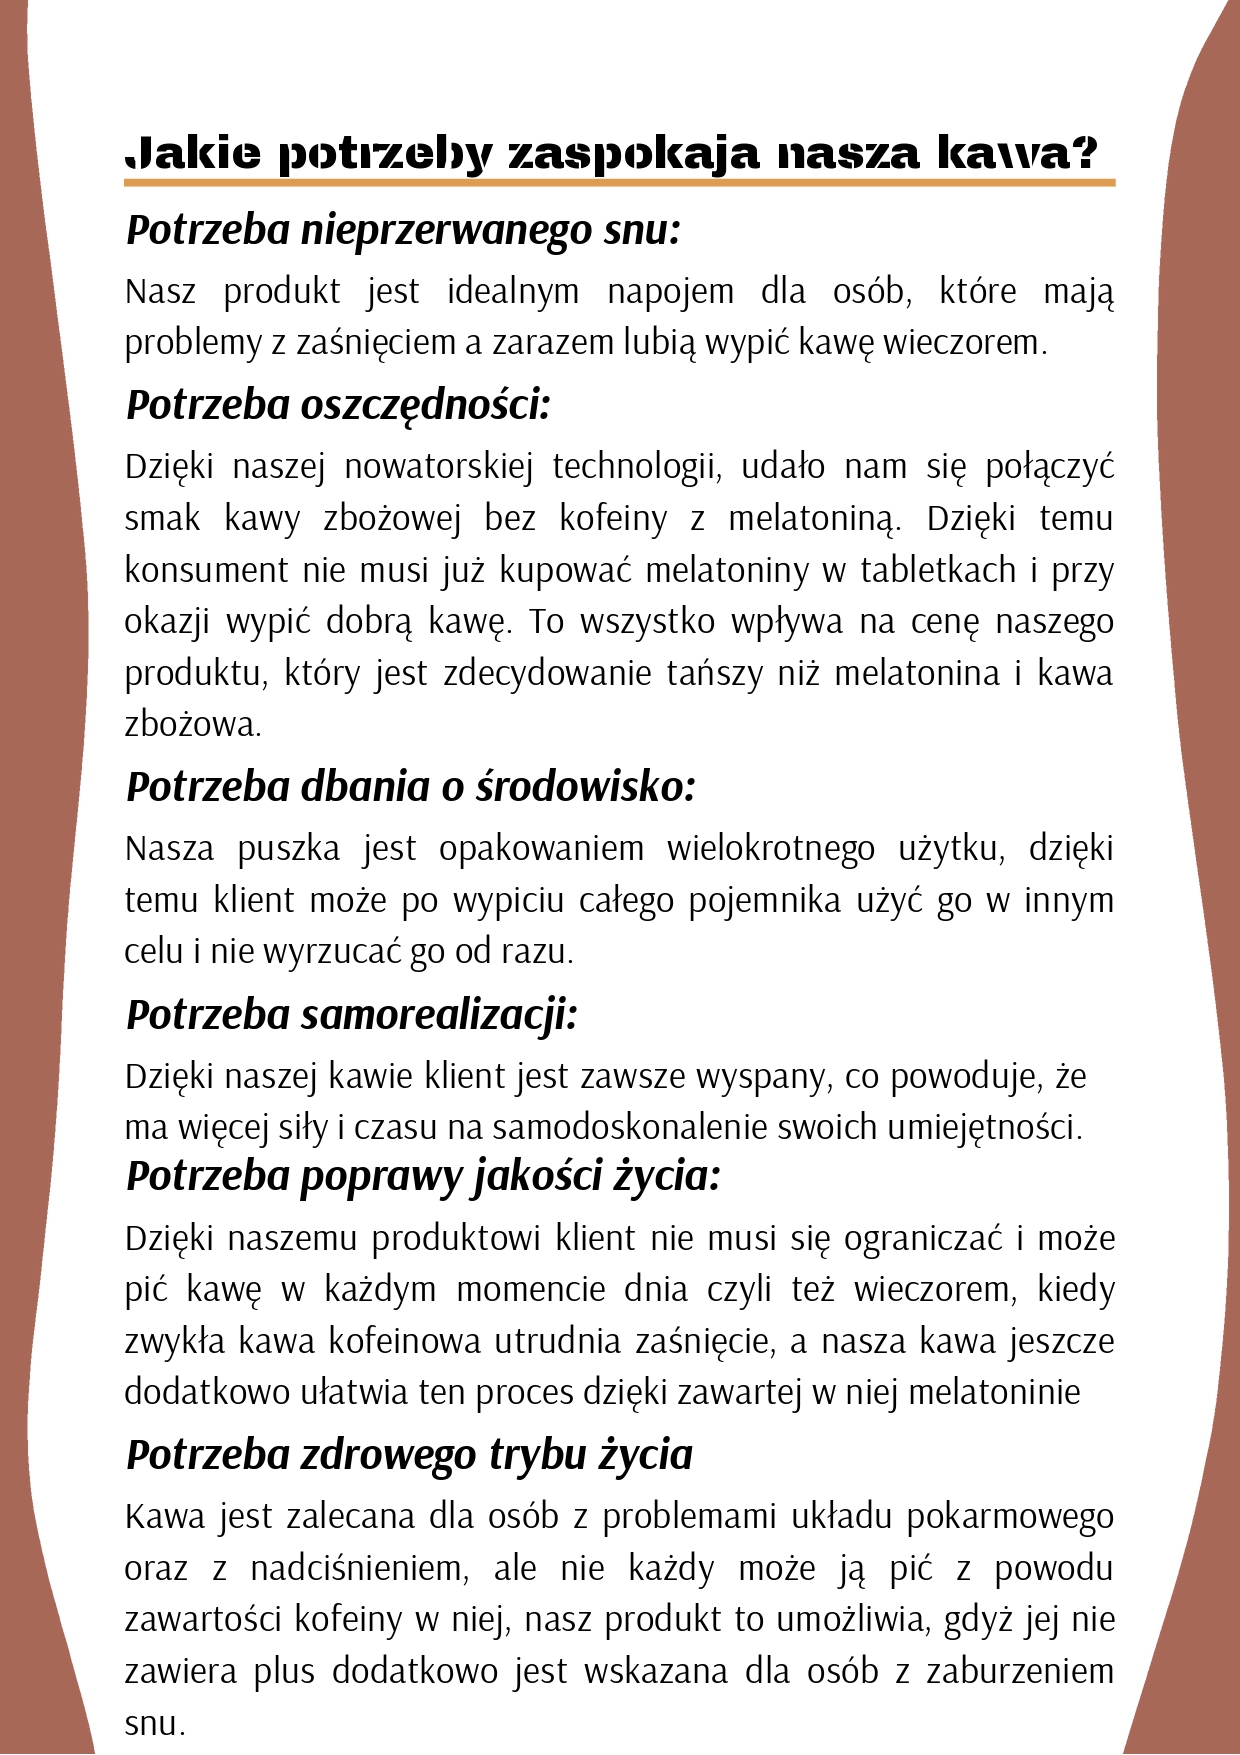 Jakie potrzeby zaspokaja nasza kawa?
Potrzeba nieprzerwanego snu:
Nasz produkt jest idealnym napojem dla osób, które mają
problemy z zaśnięciem a zarazem lubią wypić kawę wieczorem.
Potrzeba oszczędności:
Dzięki naszej nowatorskiej technologii, udało nam się połączyć
smak kawy zbożowej bez kofeiny z melatoniną. Dzięki temu
konsument nie musi już kupować melatoniny w tabletkach i przy
okazji wypić dobrą kawę. To wszystko wpływa na cenę naszego
produktu, który jest zdecydowanie tańszy niż melatonina i kawa
zbożowa.
Potrzeba dbania o środowisko:
Nasza puszka jest opakowaniem wielokrotnego użytku, dzięki
temu klient może po wypiciu całego pojemnika użyć go w innym
celu i nie wyrzucać go od razu.
Potrzeba samorealizacji:
Dzięki naszej kawie klient jest zawsze wyspany, co powoduje, że
ma więcej siły i czasu na samodoskonalenie swoich umiejętności.
Potrzeba poprawy jakości życia:
Dzięki naszemu produktowi klient nie musi się ograniczać i może
pić kawę w każdym momencie dnia czyli też wieczorem, kiedy
zwykła kawa kofeinowa utrudnia zaśnięcie, a nasza kawa jeszcze
dodatkowo ułatwia ten proces dzięki zawartej w niej melatoninie
Potrzeba zdrowego trybu życia
Kawa jest zalecana dla osób z problemami układu pokarmowego
oraz z nadciśnieniem, ale nie każdy może ją pić z powodu
zawartości kofeiny w niej, nasz produkt to umożliwia, gdyż jej nie
zawiera plus dodatkowo jest wskazana dla osób z zaburzeniem
snu.